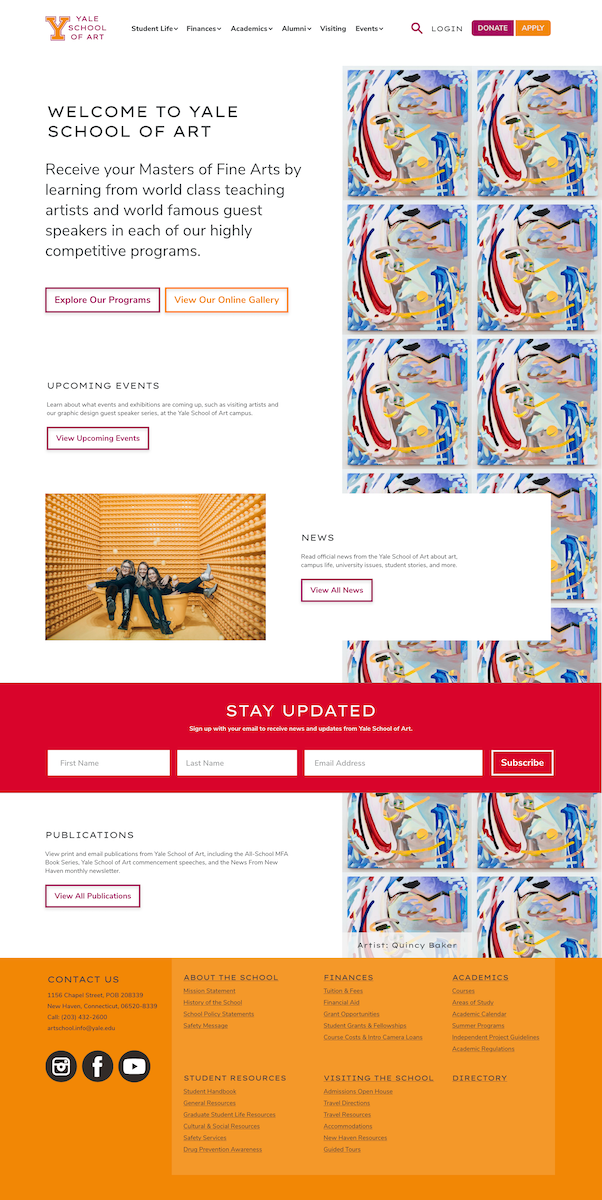 YALE
SCHOOL
OF ART
Y
Student Life
Finances
Academics
Alumni
Visiting
Events
LOGIN
DONATE
APPLY
WELCOME TO YALE
SCHOOL OF ART
Receive your Masters of Fine Arts by
learning from world class teaching
artists and world famous guest
speakers in each of our highly
competitive programs.
Explore Our Programs
View Our Online Gallery
UPCOMING EVENTS
Learn about what events and exhibitions are coming up, such as visiting artists and
our graphic design guest speaker series, at the Yale School of Art campus.
View Upcoming Events
NEWS
Read official news from the Yale School of Art about art,
campus life, university issues, student stories, and more.
View All News
STAY UPDATED
Sign up with your email to receive news and updates from Yale School of Art.
First Name
Last Name
Email Address
Subscribe
PUBLICATIONS
View print and email publications from Yale School of Art, including the All-School MFA
Book Series, Yale School of Art commencement speeches, and the News From New
Haven monthly newsletter.
View All Publications
Artist: Quincy Baker
CONTACT US
1156 Chapel Street, POB 208339
New Haven, Connecticut, 06520-8339
Call: (203) 432-2600
artschool.info@yale.edu
ABOUT THE SCHOOL
Mission Statement
History of the School
School Policy Statements
Safety Message
FINANCES
Tuition & Fees
Financial Aid
Grant Opportunities
Student Grants & Fellowships
Course Costs & Intro Camera Loans
ACADEMICS
Courses
Areas of Study
Academic Calendar
Summer Programs
Independent Project Guidelines
Academic Regulations
STUDENT RESOURCES
Student Handbook
General Resources
Graduate Student Life Resources
Cultural & Social Resources
Safety Services
Drug Prevention Awareness
VISITING THE SCHOOL
Admissions Open House
Travel Directions
Travel Resources
Accommodations
New Haven Resources
Guided Tours
DIRECTORY